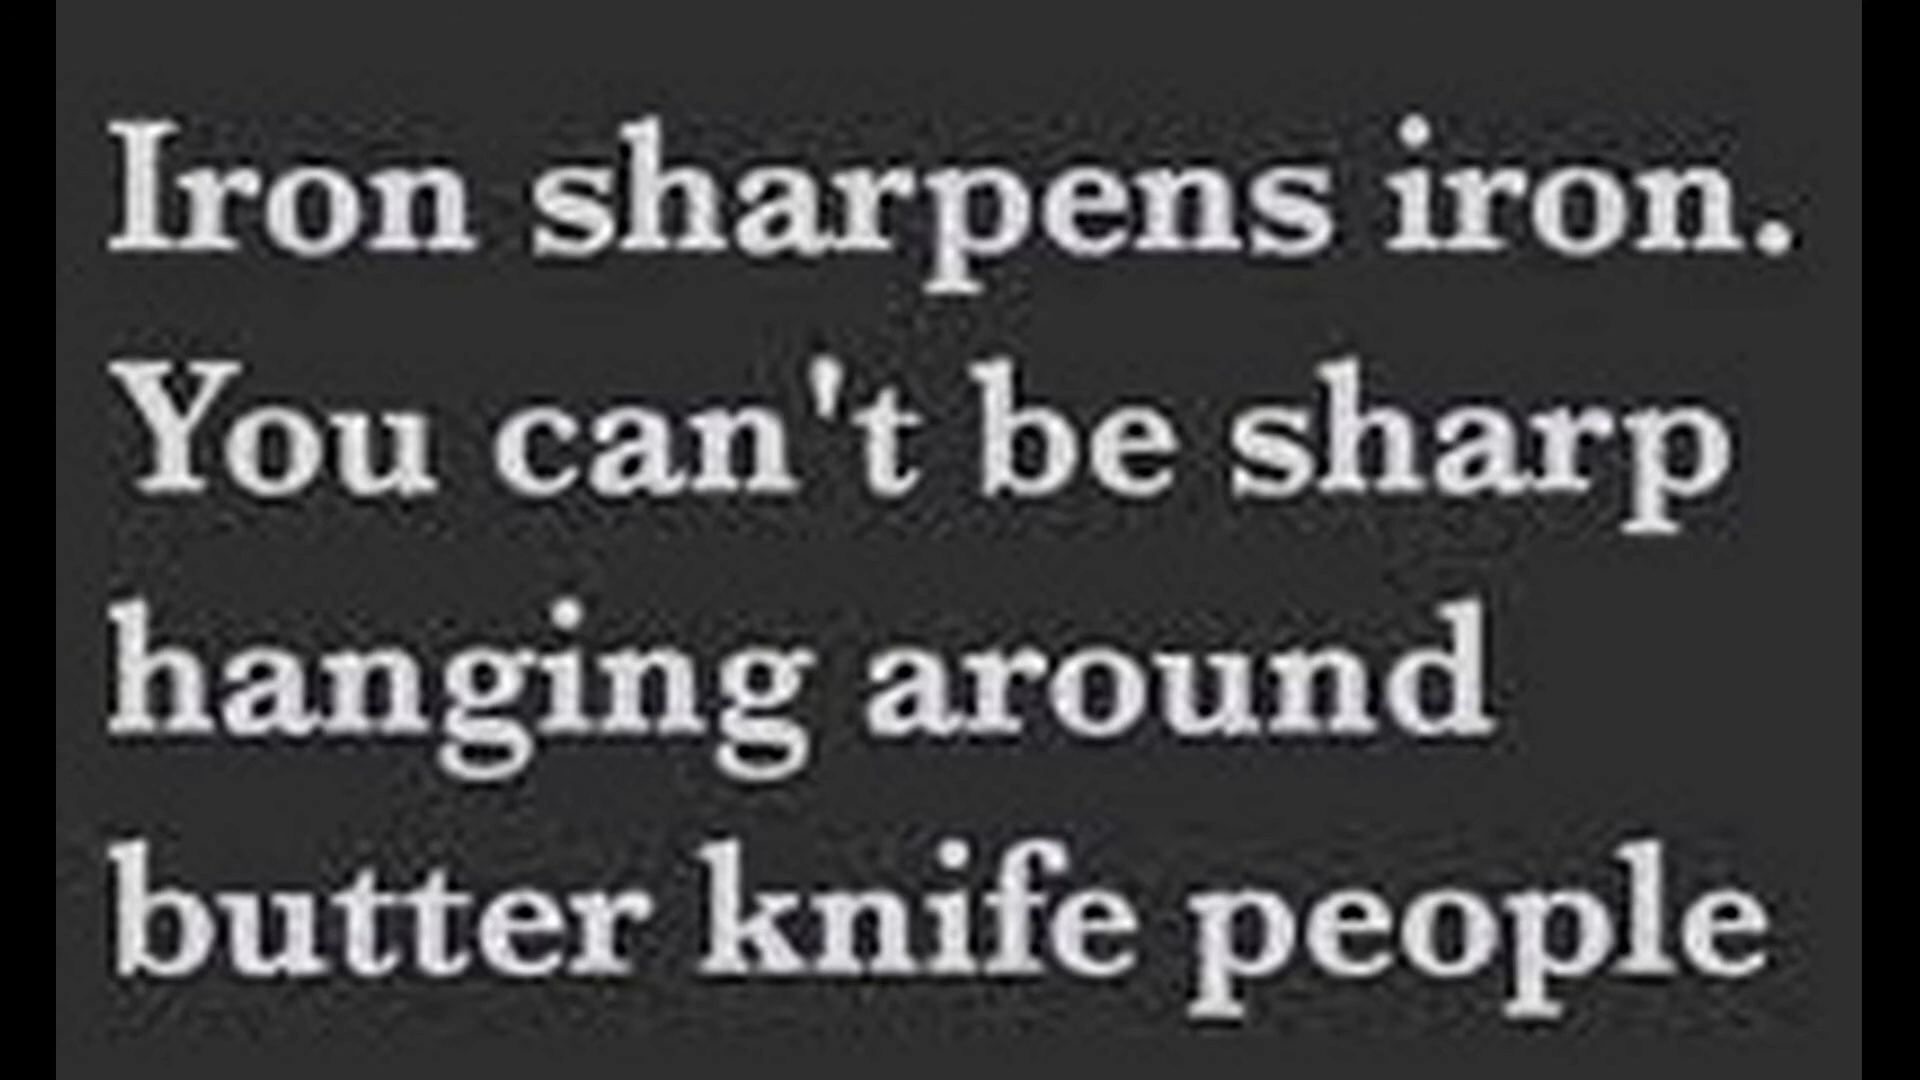 Iron sharpens iron.
You can't be sharp
hanging around
butter knife people